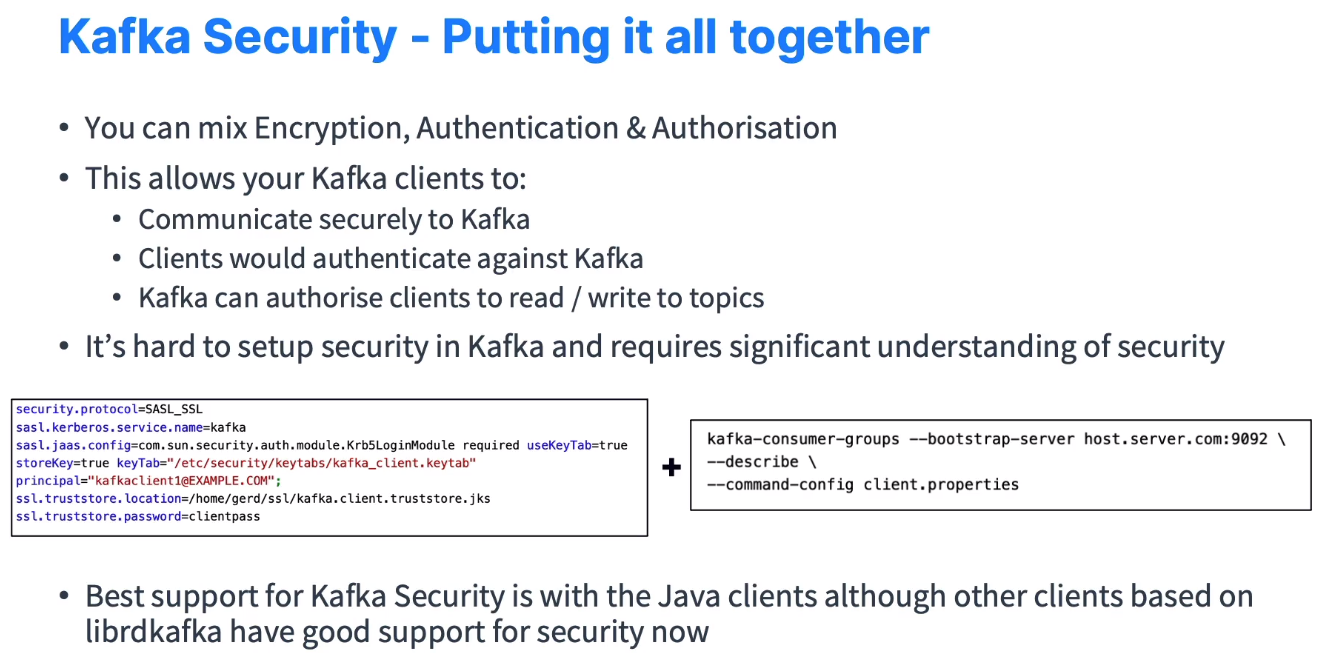 Kafka Security - Putting it all together
• You can mix Encryption, Authentication & Authorisation
• This allows your Kafka clients to:
• Communicate securely to Kafka
• Clients would authenticate against Kafka
• Kafka can authorise clients to read / write to topics
• It's hard to setup security in Kafka and requires significant understanding of security
security.protocol=SASL_SSL
sasl.kerberos.service.name=kafka
sasl.jaas.config=com.sun.security.auth.module.Krb5LoginModule required useKeyTab=true
storeKey=true keyTab="/etc/security/keytabs/kafka_client.keytab"
principal="kafkaclient1@EXAMPLE.COM";
ssl.truststore.location=/home/gerd/ssl/kafka.client.truststore.jks
ssl.truststore.password=clientpass
+
kafka-consumer-groups --bootstrap-server host.server.com:9092 \
--describe \
--command-config client.properties
• Best support for Kafka Security is with the Java clients although other clients based on
librdkafka have good support for security now